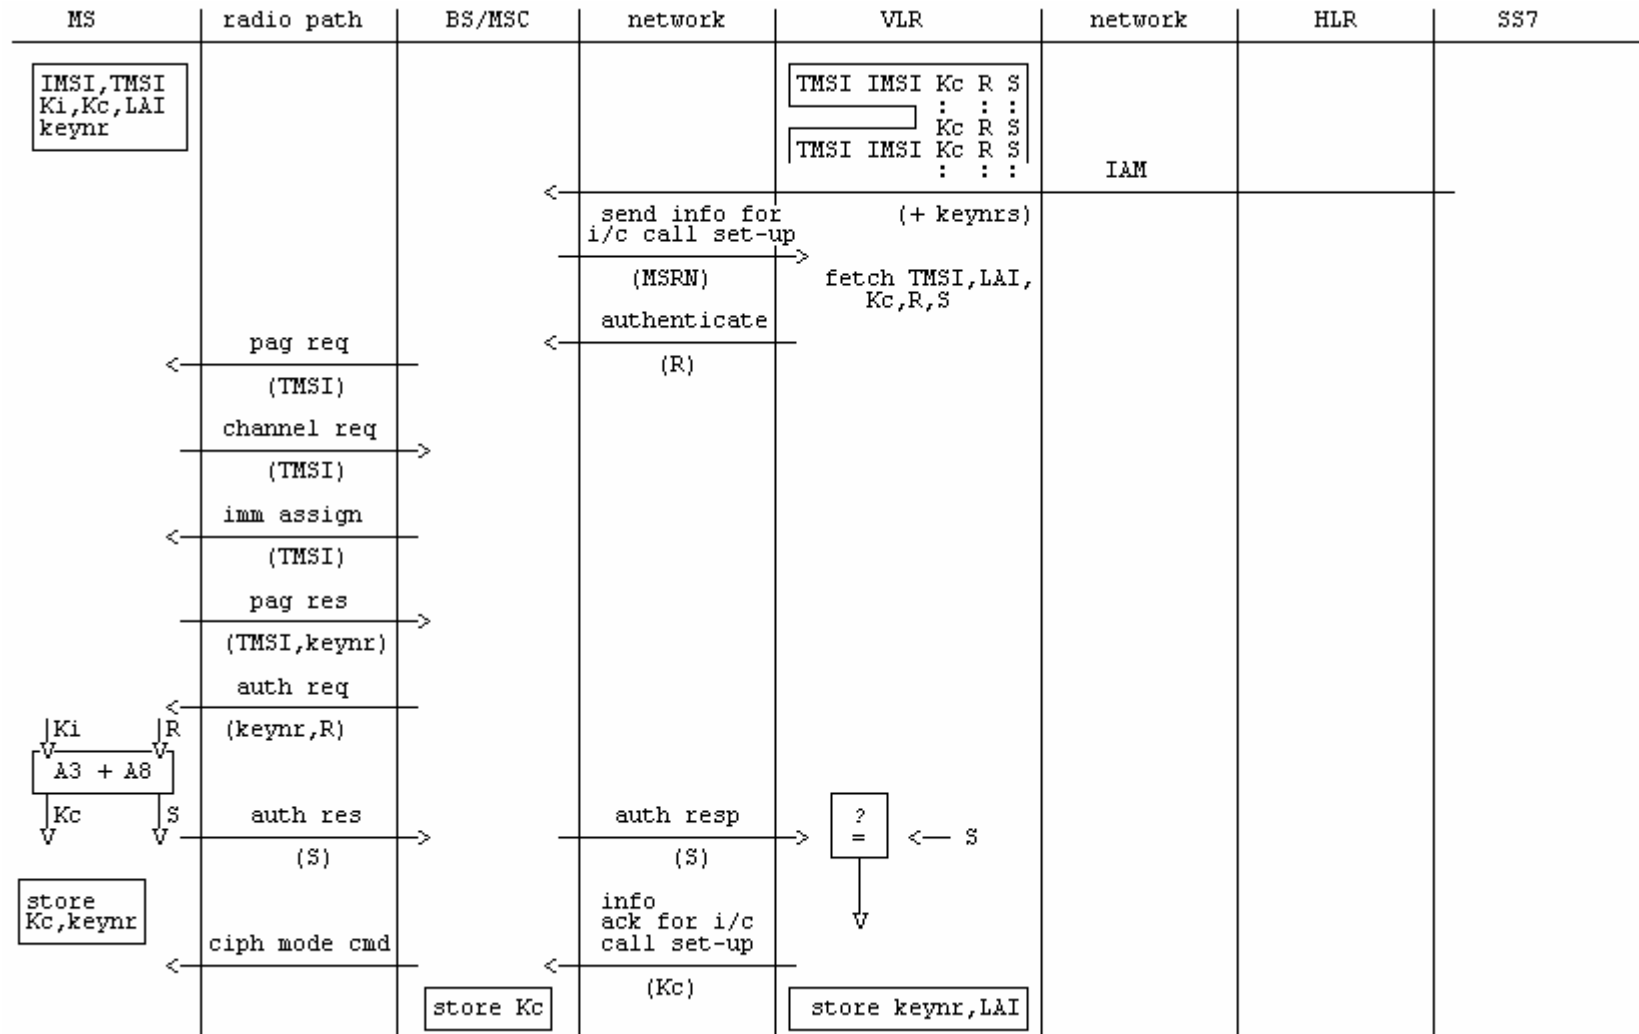 MS radio path BS/MSC network VLR network HLR SS7
IMSI,TMSI
Ki,Kc,LAI
keynr
TMSI IMSI Kc R S
: : :
Kc R S
TMSI IMSI Kc R S
: : :
IAM
(+ keynrs)
send info for
i/c call set-up
(MSRN)
fetch TMSI,LAI,
Kc,R,S
authenticate
(R)
pag req
(TMSI)
channel req
(TMSI)
imm assign
(TMSI)
pag res
(TMSI,keynr)
auth req
(keynr,R)
Ki R
A3 + A8
Kc S
auth res
(S)
auth resp
(S)
?
=
S
store
Kc,keynr
info
ack for i/c
call set-up
(Kc)
ciph mode cmd
store Kc
store keynr,LAI